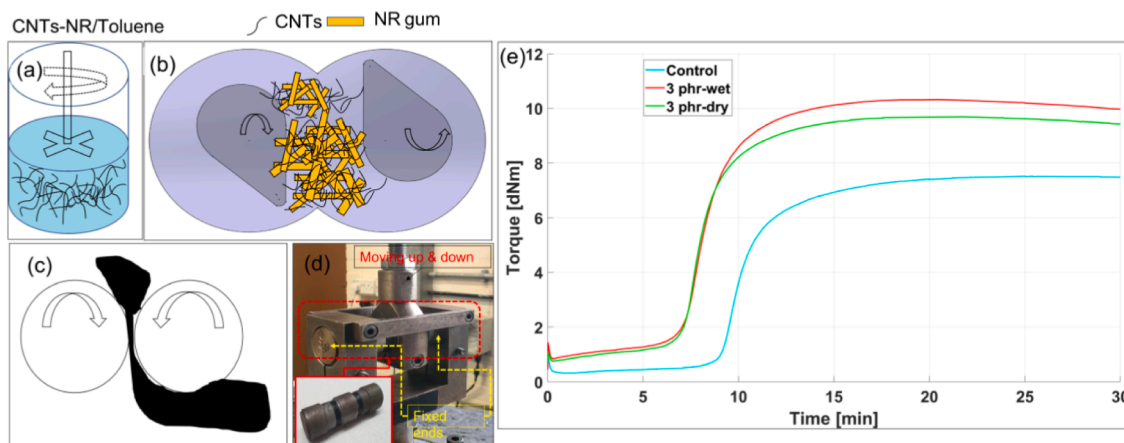 CNTs-NR/Toluene
CNTs
NR gum
(a)
(b)
(c)
(d)
Moving up & down
Fixed
ends
(e)
Control
3 phr-wet
3 phr-dry
Torque [dNm]
12
10
8
6
4
2
0
0
5
10
15
20
25
30
Time [min]